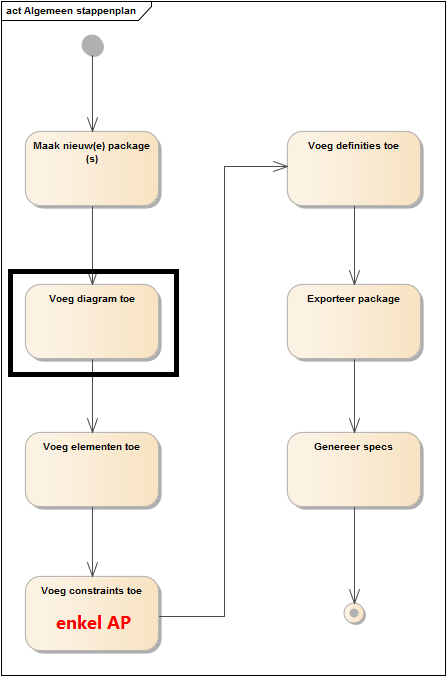 act Algemeen stappenplan
Maak nieuw(e) package
(s)
Voeg diagram toe
Voeg elementen toe
Voeg constraints toe
enkel AP
Voeg definities toe
Exporteer package
Genereer specs